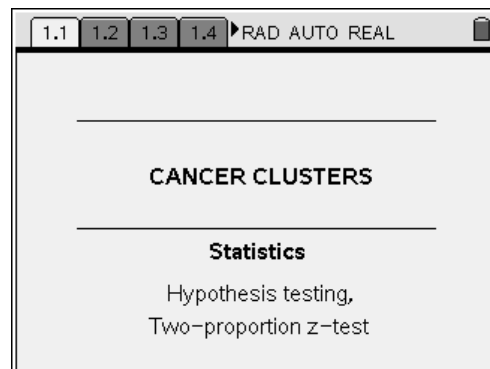 1.1 1.2 1.3 1.4 RAD AUTO REAL
CANCER CLUSTERS
Statistics
Hypothesis testing,
Two-proportion z-test